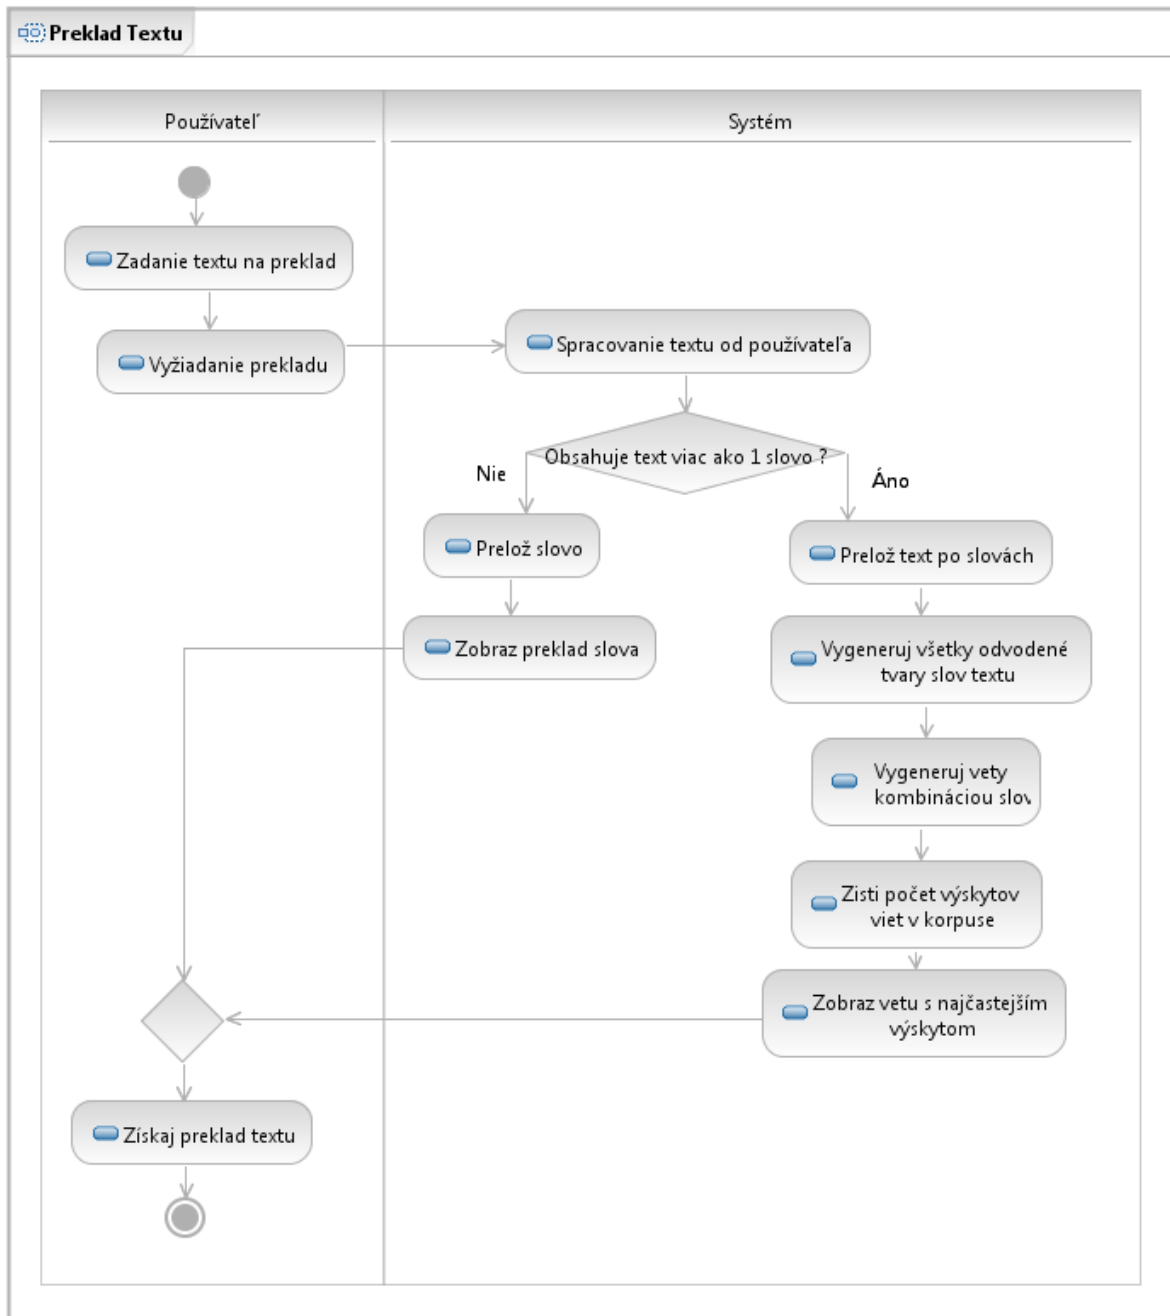 Preklad Textu
Používateľ
Systém
Zadanie textu na preklad
Vyžiadanie prekladu
Spracovanie textu od používateľa
Obsahuje text viac ako 1 slovo ?
Nie
Áno
Prelož slovo
Prelož text po slovách
Zobraz preklad slova
Vygeneruj všetky odvodené
tvary slov textu
Vygeneruj vety
kombináciou slov
Zisti počet výskytov
viet v korpuse
Zobraz vetu s najčastejším
výskytom
Získaj preklad textu